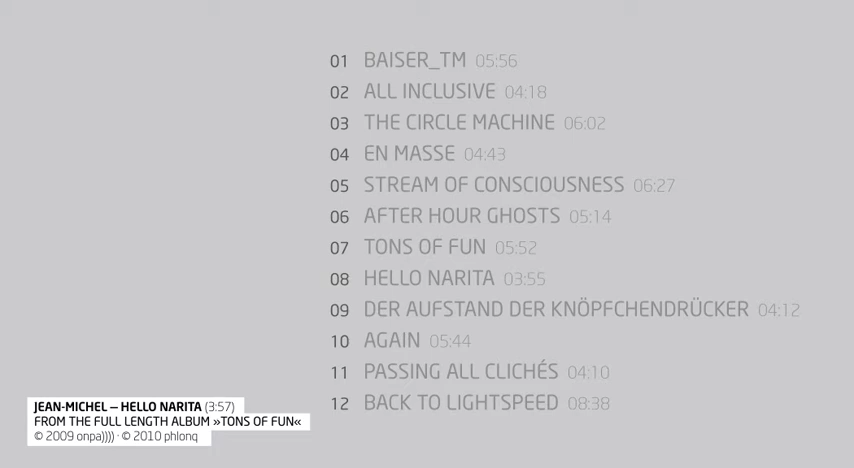 01 BAISER_TM 05:56
02 ALL INCLUSIVE 04:18
03 THE CIRCLE MACHINE 06:02
04 EN MASSE 04:43
05 STREAM OF CONSCIOUSNESS 06:27
06 AFTER HOUR GHOSTS 05:14
07 TONS OF FUN 05:52
08 HELLO NARITA 03:55
09 DER AUFSTAND DER KNÖPFCHENDRÜCKER 04:12
10 AGAIN 05:44
11 PASSING ALL CLICHÉS 04:10
12 BACK TO LIGHTSPEED 08:38
JEAN-MICHEL – HELLO NARITA (3:57)
FROM THE FULL LENGTH ALBUM »TONS OF FUN«
© 2009 onpa)))) · © 2010 phlonq